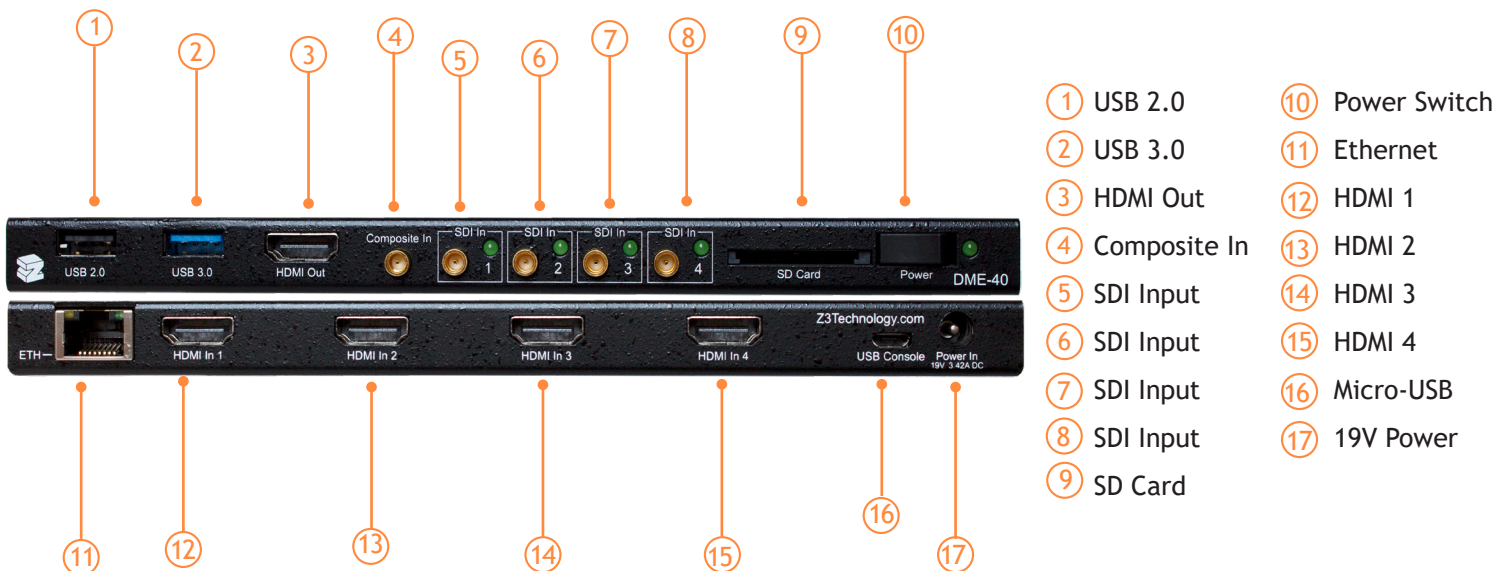 1
2
3
4
5
6
7
8
9
10
USB 2.0
USB 3.0
HDMI Out
Composite In
SDI In
1
SDI In
2
SDI In
3
SDI In
4
SD Card
Power
DME-40
ETH
HDMI In 1
HDMI In 2
HDMI In 3
HDMI In 4
Z3Technology.com
USB Console
Power In
19V 3 42A DC
11
12
13
14
15
16
17
1 USB 2.0
2 USB 3.0
3 HDMI Out
4 Composite In
5 SDI Input
6 SDI Input
7 SDI Input
8 SDI Input
9 SD Card
10 Power Switch
11 Ethernet
12 HDMI 1
13 HDMI 2
14 HDMI 3
15 HDMI 4
16 Micro-USB
17 19V Power